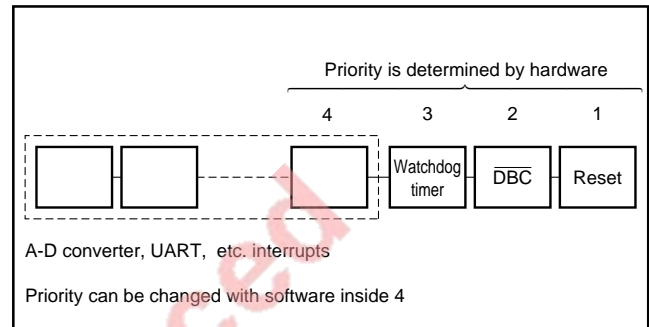 Priority is determined by hardware
4 3 2 1
Watchdog
timer
DBC
Reset
A-D converter, UART, etc. interrupts
Priority can be changed with software inside 4